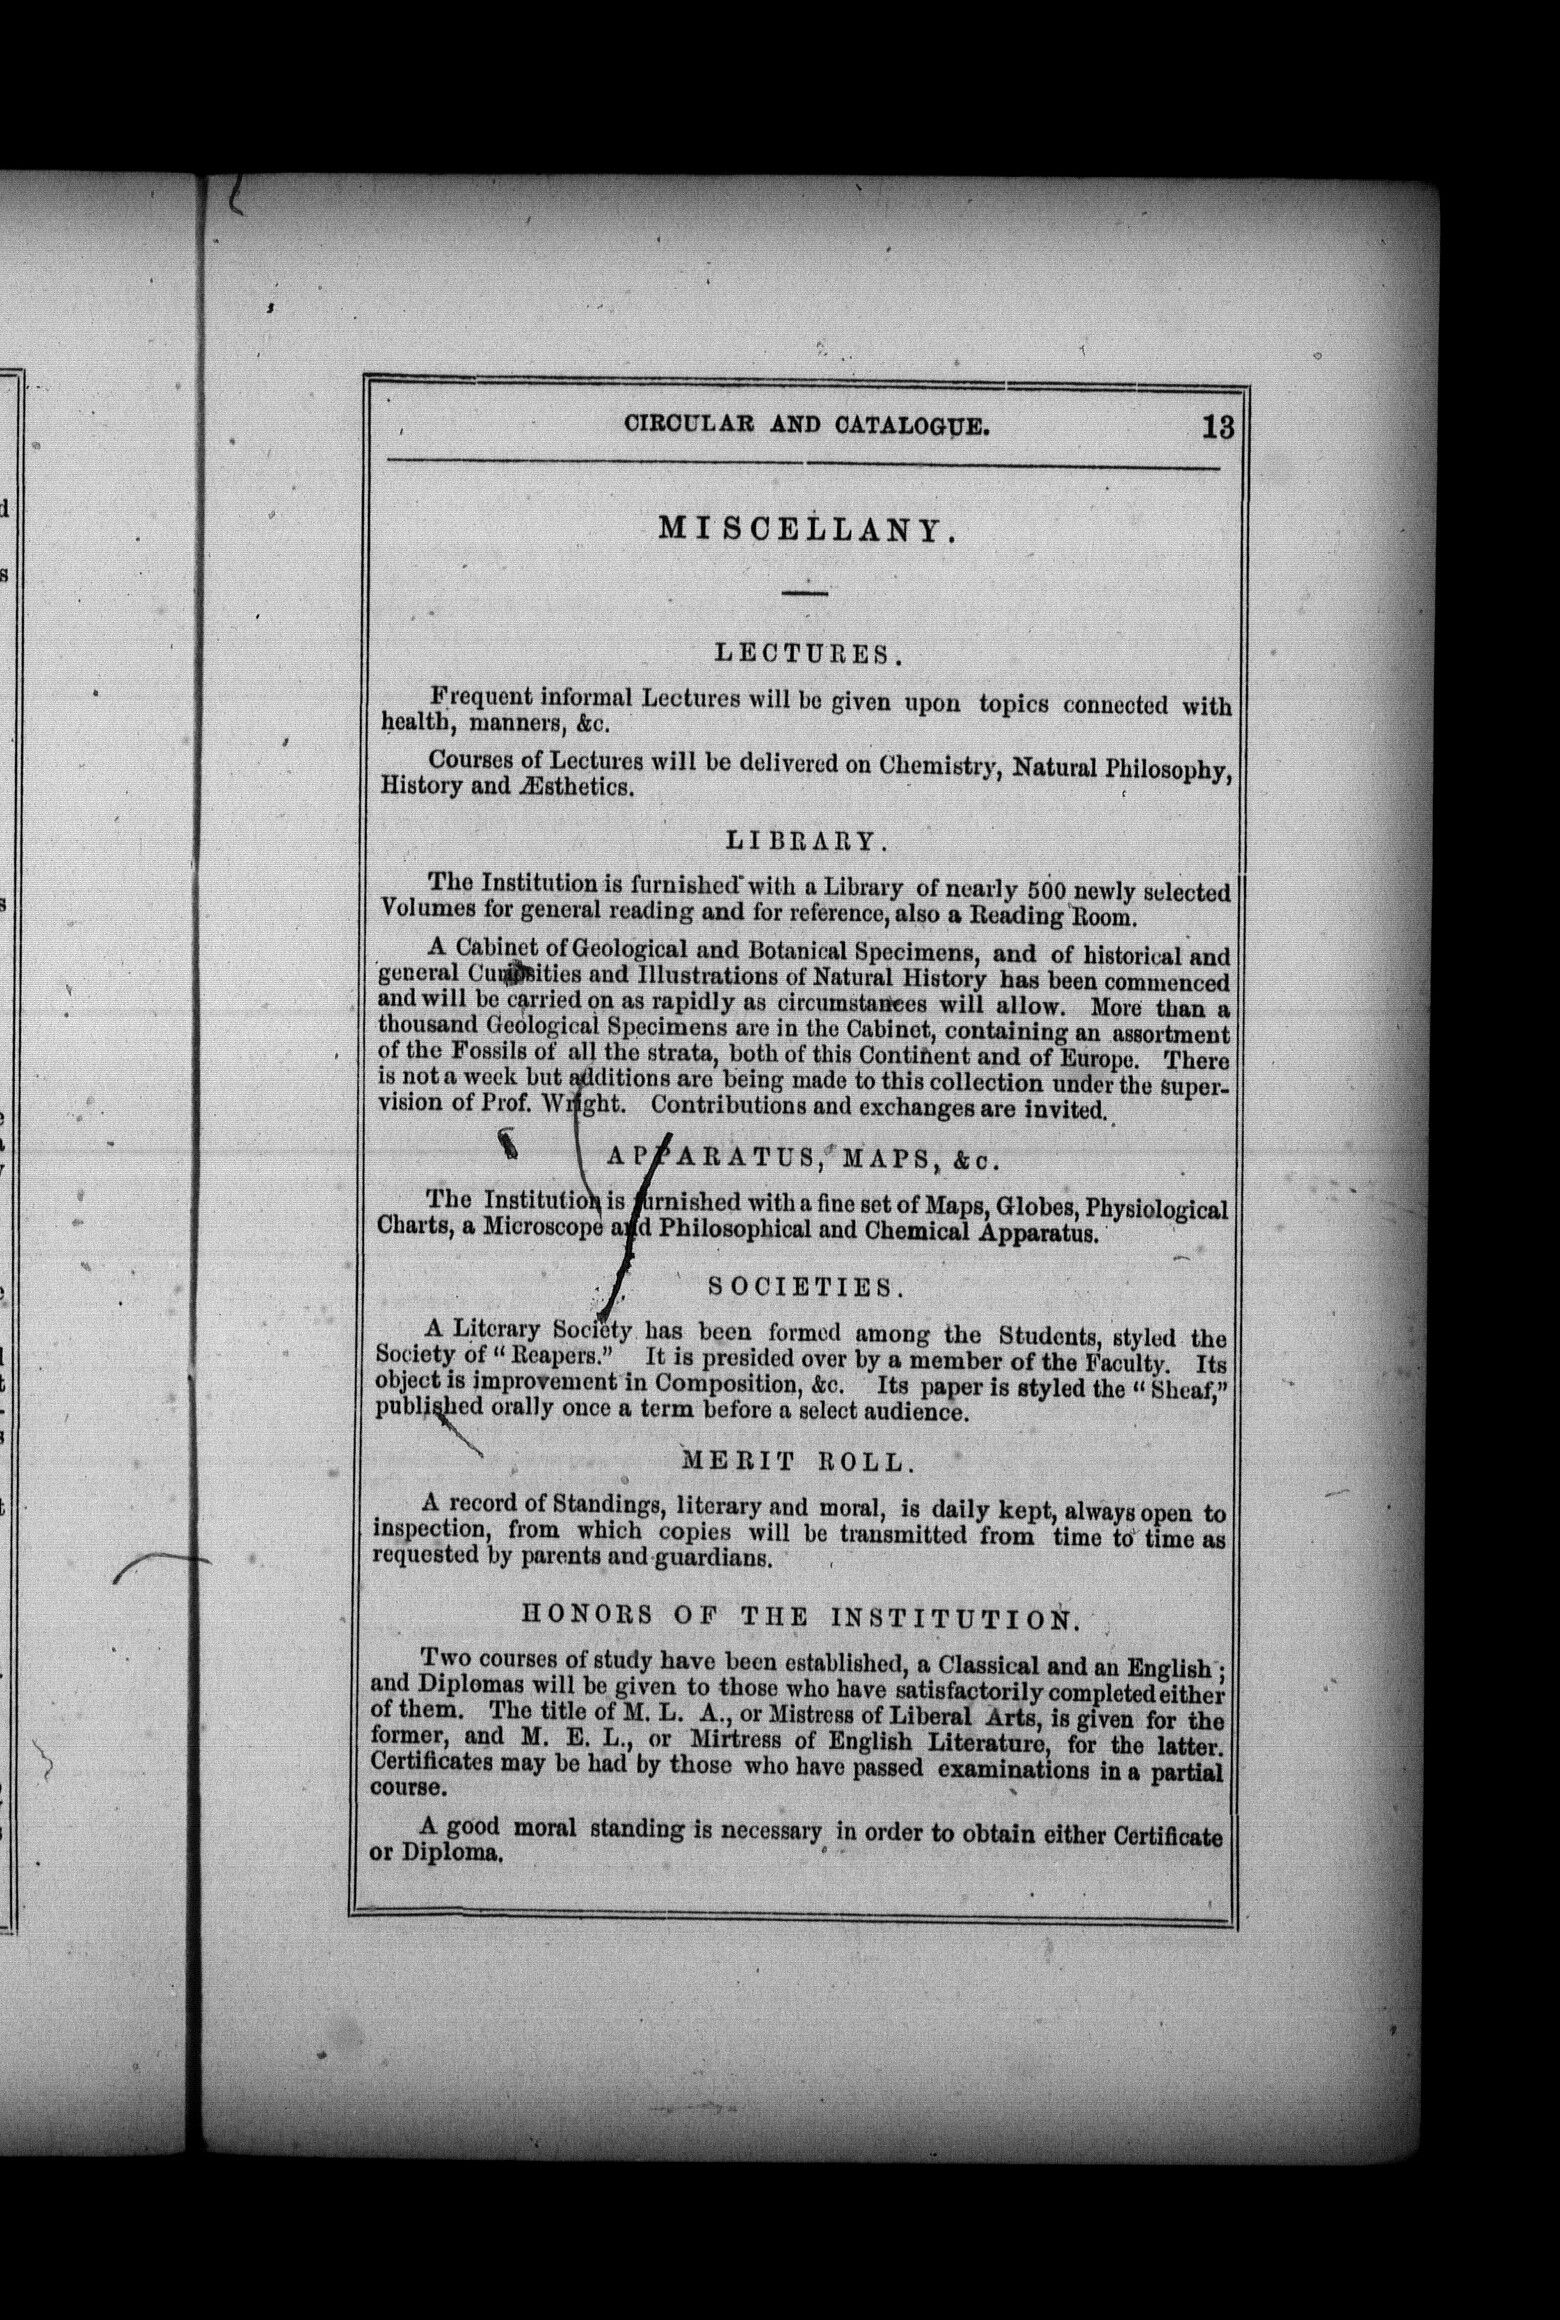 CIRCULAR AND CATALOGUE. 13
MISCELLANY.
LECTURES.
Frequent informal Lectures will be given upon topics connected with
health, manners, &c.
Courses of Lectures will be delivered on Chemistry, Natural Philosophy,
History and Æsthetics.
LIBRARY.
The Institution is furnished with a Library of nearly 500 newly selected
Volumes for general reading and for reference, also a Reading Room.
A Cabinet of Geological and Botanical Specimens, and of historical and
general Curiosities and Illustrations of Natural History has been commenced
and will be carried on as rapidly as circumstances will allow. More than a
thousand Geological Specimens are in the Cabinet, containing an assortment
of the Fossils of all the strata, both of this Continent and of Europe. There
is not a week but additions are being made to this collection under the super-
vision of Prof. Wright. Contributions and exchanges are invited.
APPARATUS, MAPS, &c.
The Institution is furnished with a fine set of Maps, Globes, Physiological
Charts, a Microscope and Philosophical and Chemical Apparatus.
SOCIETIES.
A Literary Society has been formed among the Students, styled the
Society of “Reapers.” It is presided over by a member of the Faculty. Its
object is improvement in Composition, &c. Its paper is styled the “Sheaf,”
published orally once a term before a select audience.
MERIT ROLL.
A record of Standings, literary and moral, is daily kept, always open to
inspection, from which copies will be transmitted from time to time as
requested by parents and guardians.
HONORS OF THE INSTITUTION.
Two courses of study have been established, a Classical and an English;
and Diplomas will be given to those who have satisfactorily completed either
of them. The title of M. L. A., or Mistress of Liberal Arts, is given for the
former, and M. E. L., or Mirtress of English Literature, for the latter.
Certificates may be had by those who have passed examinations in a partial
course.
A good moral standing is necessary in order to obtain either Certificate
or Diploma.